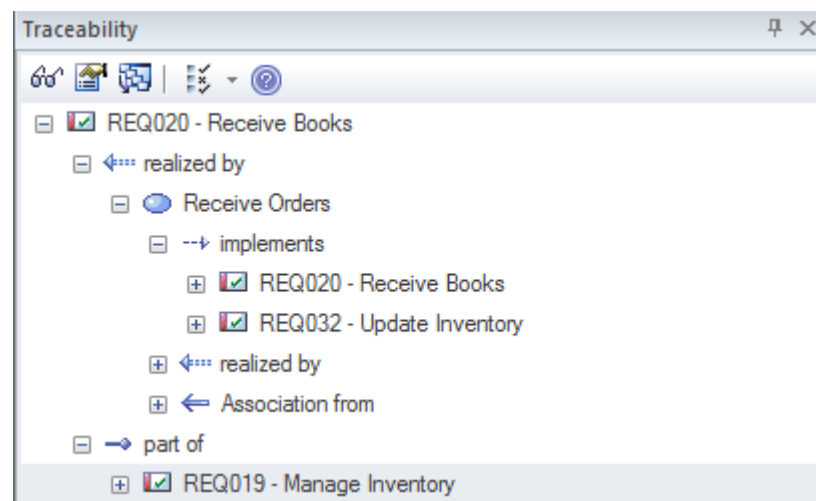 Traceability
REQ020 - Receive Books
realized by
Receive Orders
implements
REQ020 - Receive Books
REQ032 - Update Inventory
realized by
Association from
part of
REQ019 - Manage Inventory